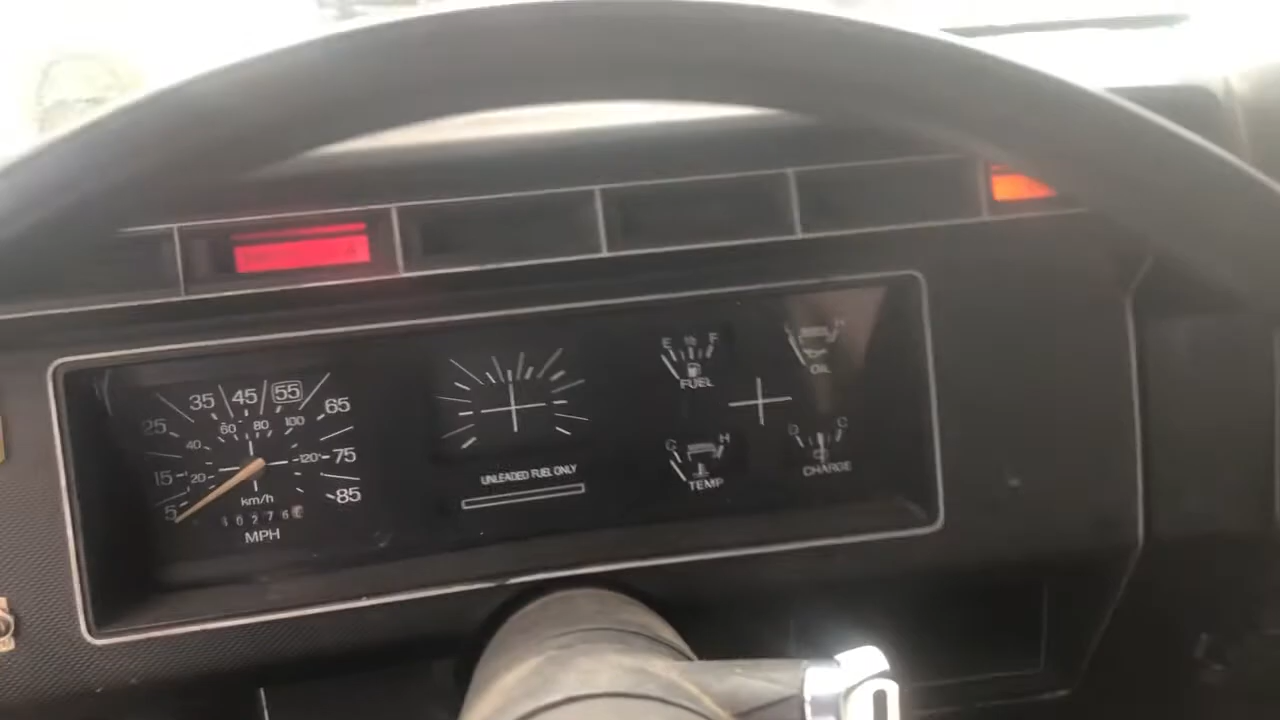 5 15 25 35 45 55 65 75 85
20 40 60 80 100 120
km/h
MPH
UNLEADED FUEL ONLY
E F
FUEL
H
OIL
C H
TEMP
D C
CHARGE